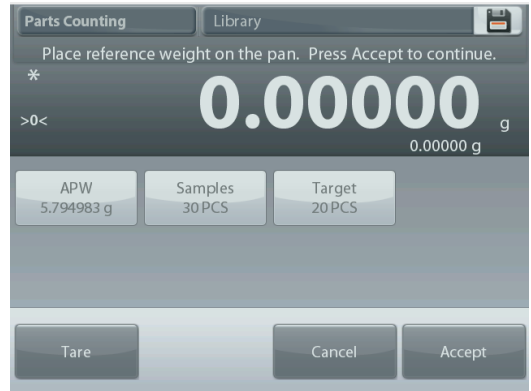 Parts Counting Library
Place reference weight on the pan. Press Accept to continue.
*
>0<
0.00000 g
0.00000 g
APW Samples Target
5.794983 g 30 PCS 20 PCS
Tare Cancel Accept